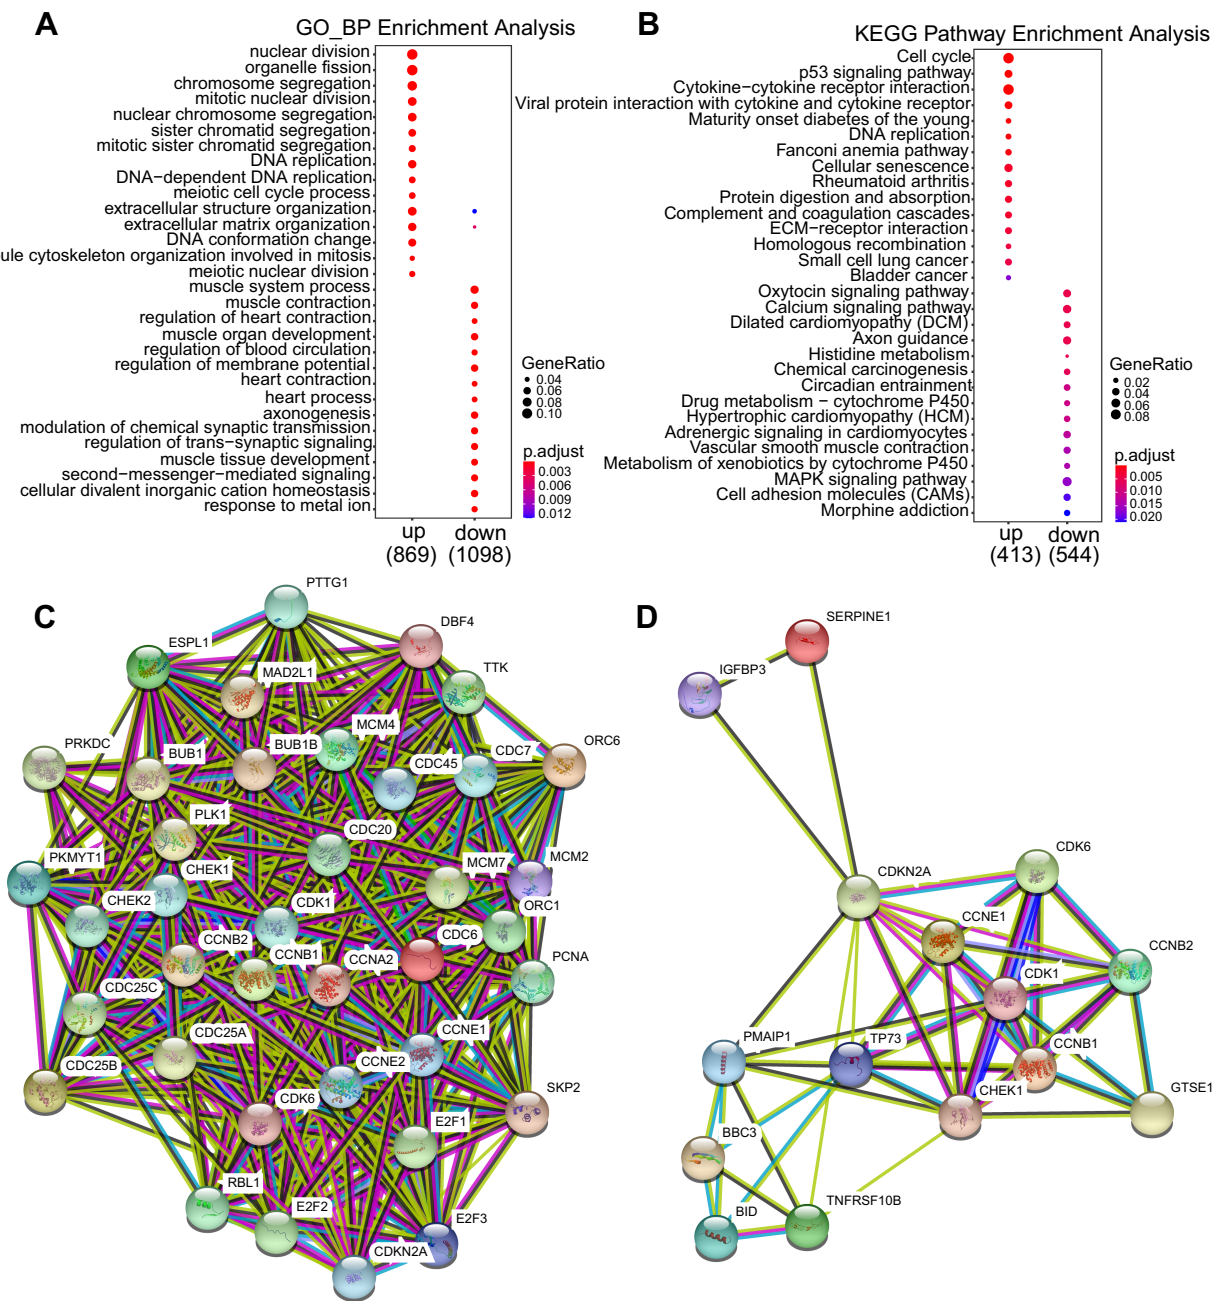 A
GO_BP Enrichment Analysis
nuclear division
organelle fission
chromosome segregation
mitotic nuclear division
nuclear chromosome segregation
sister chromatid segregation
mitotic sister chromatid segregation
DNA replication
DNA−dependent DNA replication
meiotic cell cycle process
extracellular structure organization
extracellular matrix organization
DNA conformation change
ule cytoskeleton organization involved in mitosis
meiotic nuclear division
muscle system process
muscle contraction
regulation of heart contraction
muscle organ development
regulation of blood circulation
regulation of membrane potential
heart contraction
heart process
axonogenesis
modulation of chemical synaptic transmission
regulation of trans−synaptic signaling
muscle tissue development
second−messenger−mediated signaling
cellular divalent inorganic cation homeostasis
response to metal ion
up
(869)
down
(1098)
GeneRatio
0.04
0.06
0.08
0.10
p.adjust
0.003
0.006
0.009
0.012
B
KEGG Pathway Enrichment Analysis
Cell cycle
p53 signaling pathway
Cytokine−cytokine receptor interaction
Viral protein interaction with cytokine and cytokine receptor
Maturity onset diabetes of the young
DNA replication
Fanconi anemia pathway
Cellular senescence
Rheumatoid arthritis
Protein digestion and absorption
Complement and coagulation cascades
ECM−receptor interaction
Homologous recombination
Small cell lung cancer
Bladder cancer
Oxytocin signaling pathway
Calcium signaling pathway
Dilated cardiomyopathy (DCM)
Axon guidance
Histidine metabolism
Chemical carcinogenesis
Circadian entrainment
Drug metabolism − cytochrome P450
Hypertrophic cardiomyopathy (HCM)
Adrenergic signaling in cardiomyocytes
Vascular smooth muscle contraction
Metabolism of xenobiotics by cytochrome P450
MAPK signaling pathway
Cell adhesion molecules (CAMs)
Morphine addiction
up
(413)
down
(544)
GeneRatio
0.02
0.04
0.06
0.08
p.adjust
0.005
0.010
0.015
0.020
C
PTTG1
DBF4
ESPL1
TTK
MAD2L1
MCM4
PRKDC
BUB1
BUB1B
CDC45
CDC7
ORC6
PLK1
CDC20
PKMYT1
CHEK1
MCM7
MCM2
CHEK2
CDK1
ORC1
CCNB2
CCNB1
CCNA2
CDC6
PCNA
CDC25C
CDC25A
CCNE1
CCNE2
CDC25B
SKP2
CDK6
E2F1
RBL1
E2F2
E2F3
CDKN2A
D
SERPINE1
IGFBP3
CDK6
CDKN2A
CCNE1
CCNB2
CDK1
PMAIP1
TP73
CCNB1
CHEK1
GTSE1
BBC3
BID
TNFRSF10B